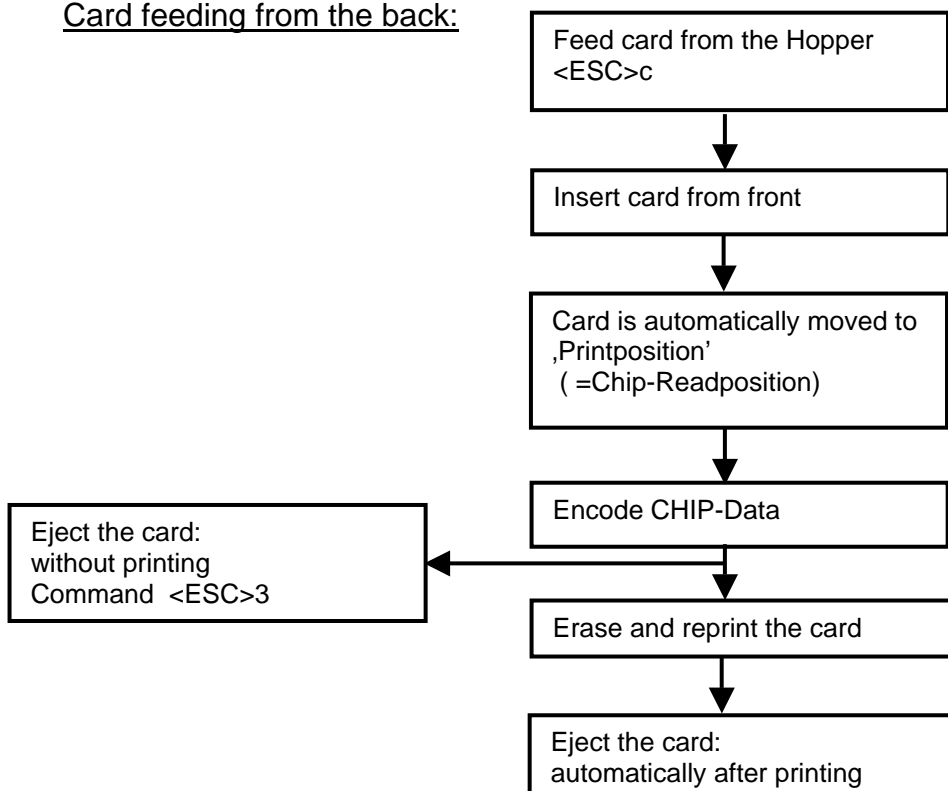 Card feeding from the back:
Feed card from the Hopper
<ESC>c
Insert card from front
Card is automatically moved to
‚Printposition’
( =Chip-Readposition)
Encode CHIP-Data
Eject the card:
without printing
Command <ESC>3
Erase and reprint the card
Eject the card:
automatically after printing